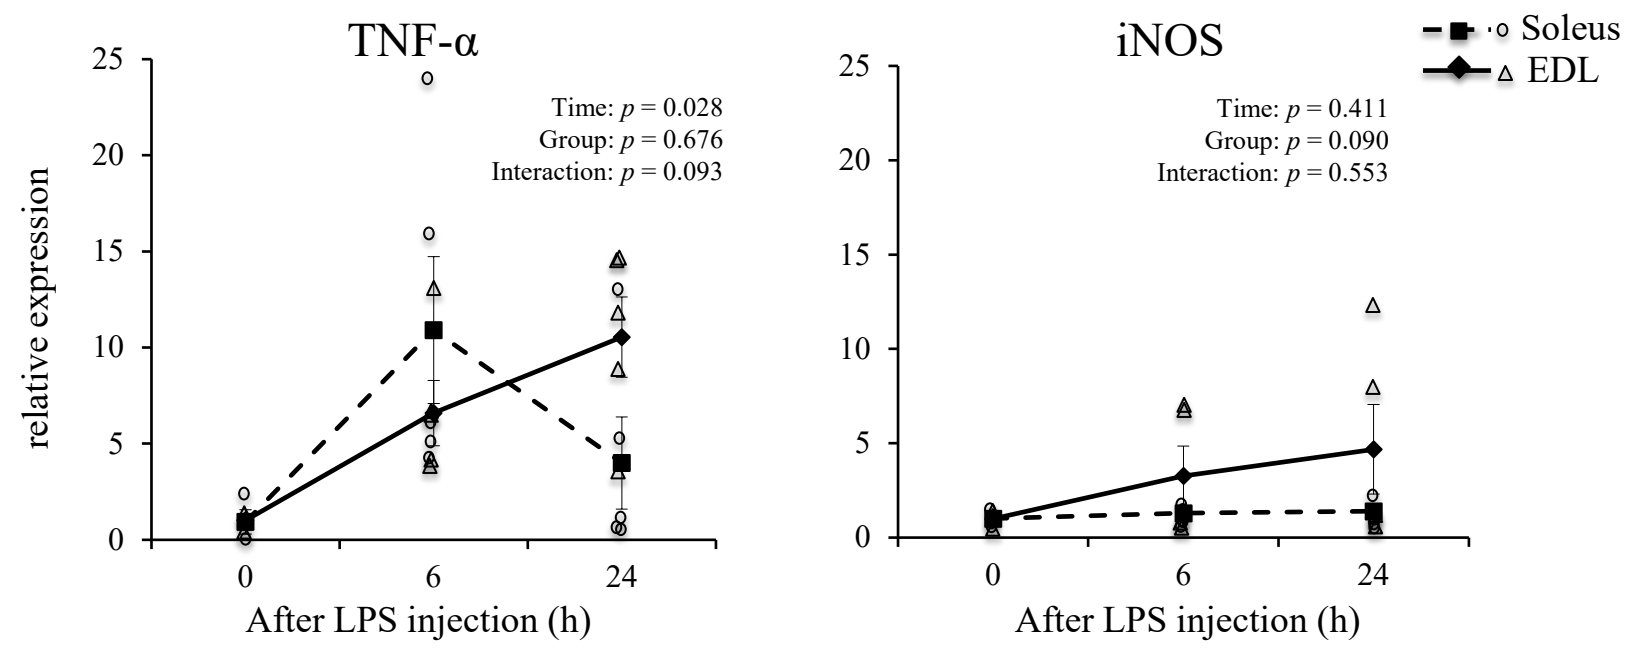 TNF-α
25
20
15
10
5
0
relative expression
Time: p = 0.028
Group: p = 0.676
Interaction: p = 0.093
0 6 24
After LPS injection (h)
iNOS
25
20
15
10
5
0
Time: p = 0.411
Group: p = 0.090
Interaction: p = 0.553
0 6 24
After LPS injection (h)
Soleus
EDL